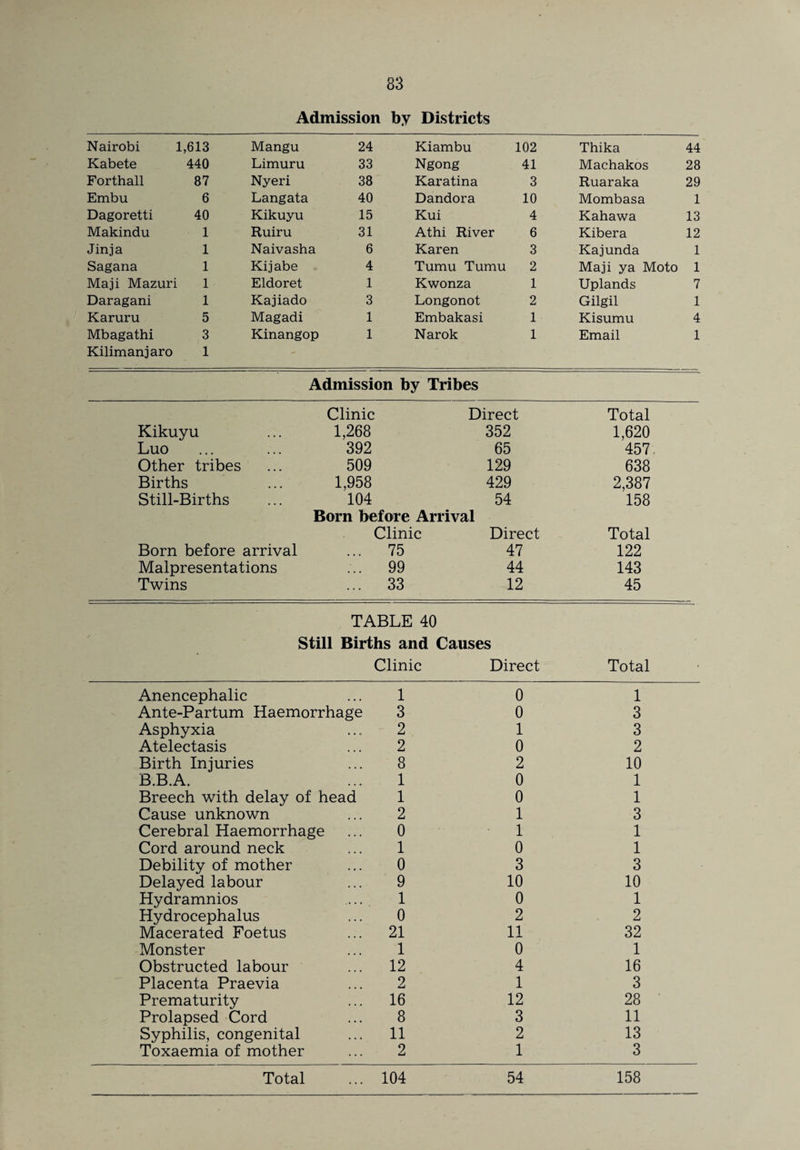 83
Admission by Districts
Nairobi 1,613 Mangu 24 Kiambu 102 Thika 44
Kabete 440 Limuru 33 Ngong 41 Machakos 28
Forthall 87 Nyeri 38 Karatina 3 Ruaraka 29
Embu 6 Langata 40 Dandora 10 Mombasa 1
Dagoretti 40 Kikuyu 15 Kui 4 Kahawa 13
Makindu 1 Ruiru 31 Athi River 6 Kibera 12
Jinja 1 Naivasha 6 Karen 3 Kajunda 1
Sagana 1 Kijabe 4 Tumu Tumu 2 Maji ya Moto 1
Maji Mazuri 1 Eldoret 1 Kwonza 1 Uplands 7
Daragani 1 Kajiado 3 Longonot 2 Gilgil 1
Karuru 5 Magadi 1 Embakasi 1 Kisumu 4
Mbagathi 3 Kinangop 1 Narok 1 Email 1
Kilimanjaro 1
Admission by Tribes
Clinic Direct Total
Kikuyu ... 1,268 352 1,620
Luo ... ... 392 65 457
Other tribes ... 509 129 638
Births ... 1,958 429 2,387
Still-Births ... 104 54 158
Born before Arrival
Clinic Direct Total
Born before arrival ... 75 47 122
Malpresentations ... 99 44 143
Twins ... 33 12 45
TABLE 40
Still Births and Causes
Clinic Direct Total
Anencephalic ... 1 0 1
Ante-Partum Haemorrhage 3 0 3
Asphyxia ... 2 1 3
Atelectasis ... 2 0 2
Birth Injuries ... 8 2 10
B.B.A. ... 1 0 1
Breech with delay of head 1 0 1
Cause unknown ... 2 1 3
Cerebral Haemorrhage ... 0 1 1
Cord around neck ... 1 0 1
Debility of mother ... 0 3 3
Delayed labour ... 9 10 10
Hydramnios ... 1 0 1
Hydrocephalus ... 0 2 2
Macerated Foetus ... 21 11 32
Monster ... 1 0 1
Obstructed labour ... 12 4 16
Placenta Praevia ... 2 1 3
Prematurity ... 16 12 28
Prolapsed Cord ... 8 3 11
Syphilis, congenital ... 11 2 13
Toxaemia of mother ... 2 1 3
Total ... 104 54 158